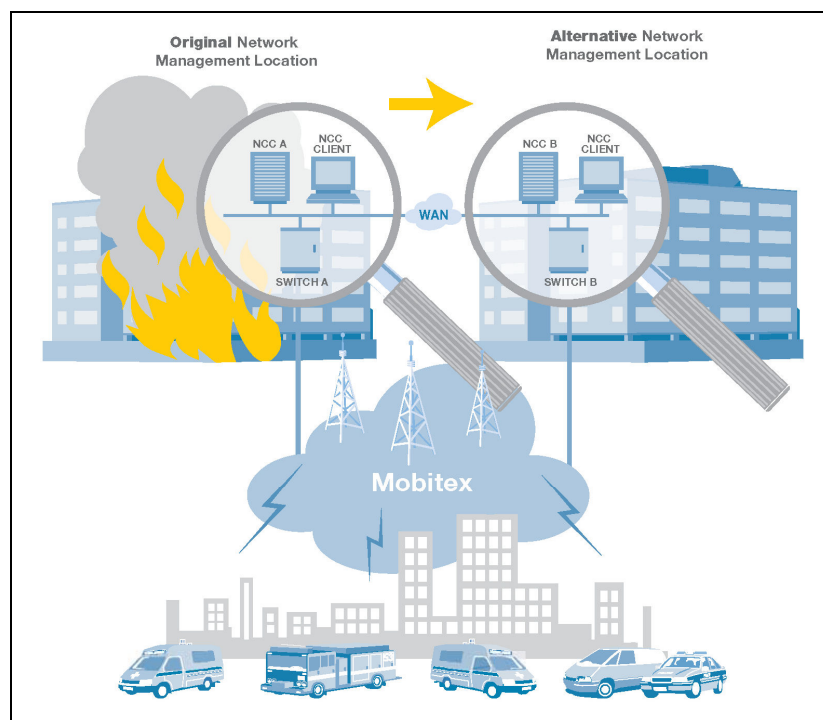 Original Network
Management Location
Alternative Network
Management Location
NCC A
NCC
CLIENT
NCC B
NCC
CLIENT
WAN
SWITCH A
SWITCH B
Mobitex